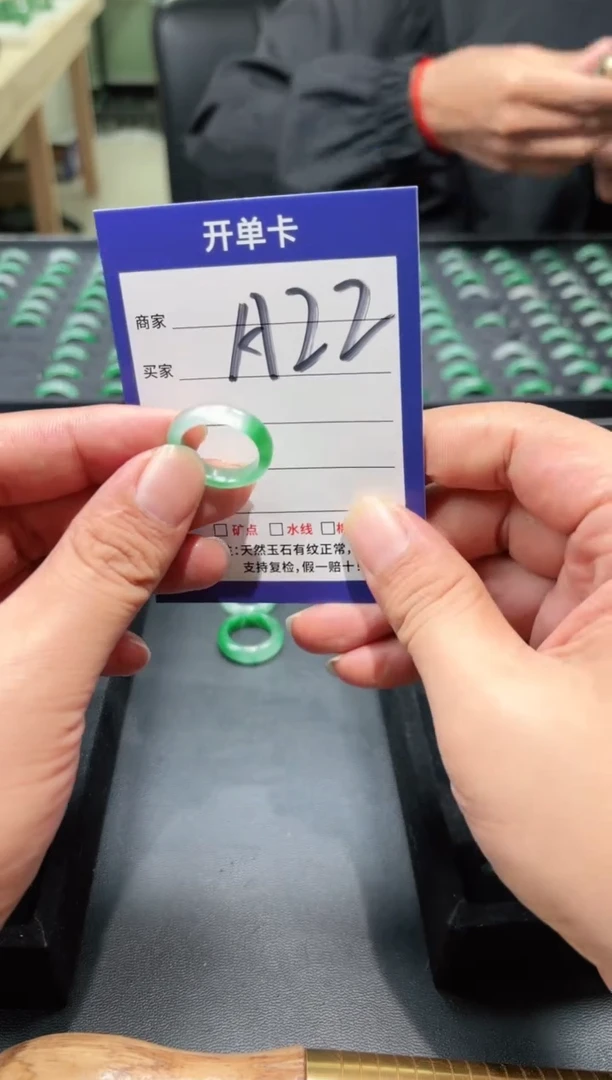 开单卡
商家
A22
买家
□矿点 □水线 □
:天然玉石有纹正常,
支持复检,假一赔十!